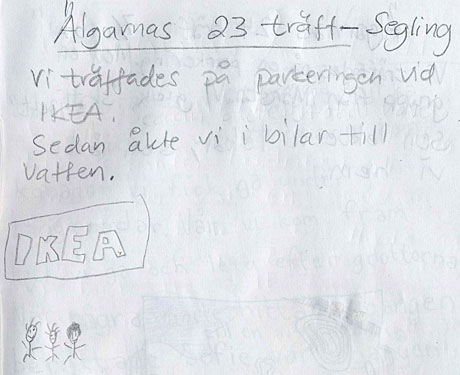 Älgarnas 23 träff - Segling
Vi träffades på parkeringen vid
IKEA.
Sedan åkte vi i bilar till
vatten.
IKEA